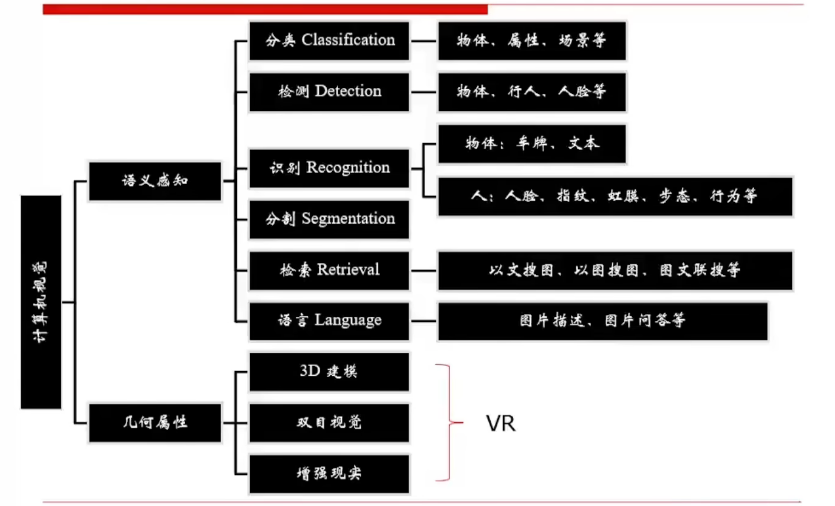 计算机视觉
语义感知
分类 Classification
物体、属性、场景等
检测 Detection
物体、行人、人脸等
识别 Recognition
物体：车牌、文本
人：人脸、指纹、虹膜、步态、行为等
分割 Segmentation
检索 Retrieval
以文搜图、以图搜图、图文联搜等
语言 Language
图片描述、图片问答等
几何属性
3D 建模
双目视觉
增强现实
VR